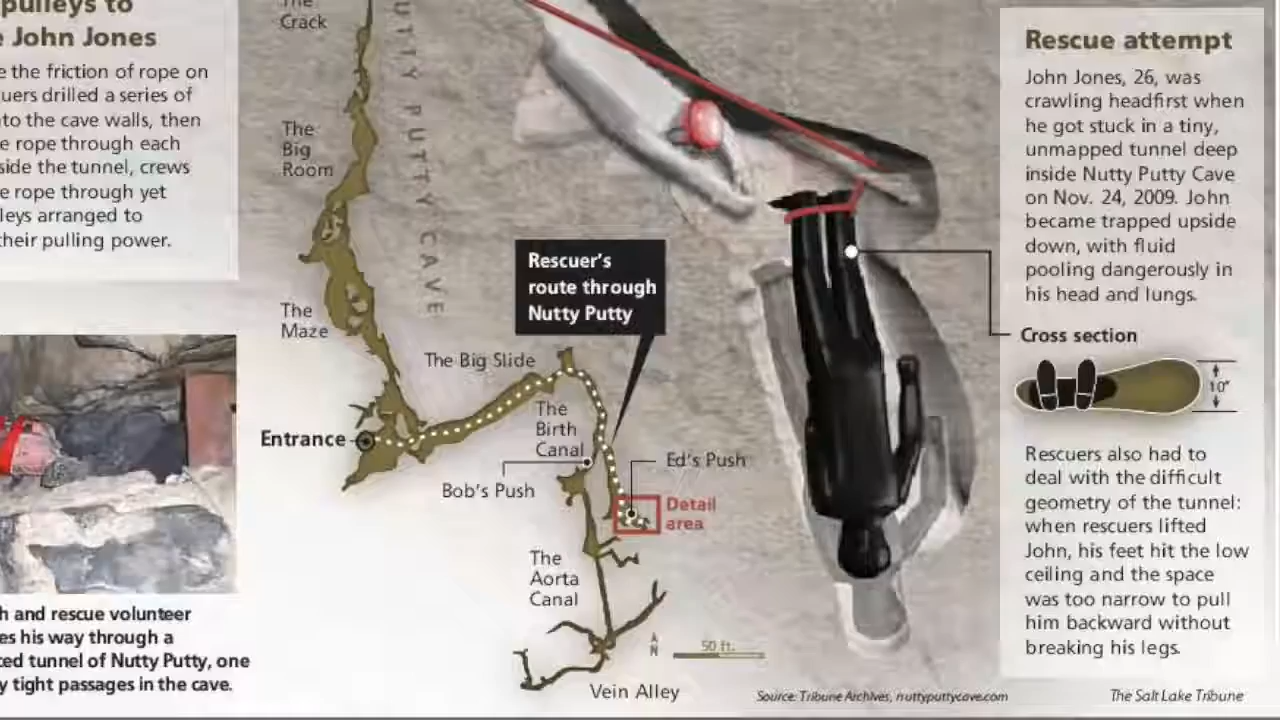 pulleys to
John Jones
e the friction of rope on
uers drilled a series of
to the cave walls, then
e rope through each
side the tunnel, crews
e rope through yet
leys arranged to
their pulling power.
h and rescue volunteer
es his way through a
ced tunnel of Nutty Putty, one
y tight passages in the cave.
The
Crack
The
Big
Room
The
Maze
UTTY PUTTY CAVE
Rescuer's
route through
Nutty Putty
The Big Slide
Entrance
The
Birth
Canal
Bob's Push
Ed's Push
Detail
area
The
Aorta
Canal
Vein Alley
A
N
50 ft.
Rescue attempt
John Jones, 26, was
crawling headfirst when
he got stuck in a tiny,
unmapped tunnel deep
inside Nutty Putty Cave
on Nov. 24, 2009. John
became trapped upside
down, with fluid
pooling dangerously in
his head and lungs.
Cross section
10"
Rescuers also had to
deal with the difficult
geometry of the tunnel:
when rescuers lifted
John, his feet hit the low
ceiling and the space
was too narrow to pull
him backward without
breaking his legs.
Source: Tribune Archives, nuttyputtycave.com
The Salt Lake Tribune